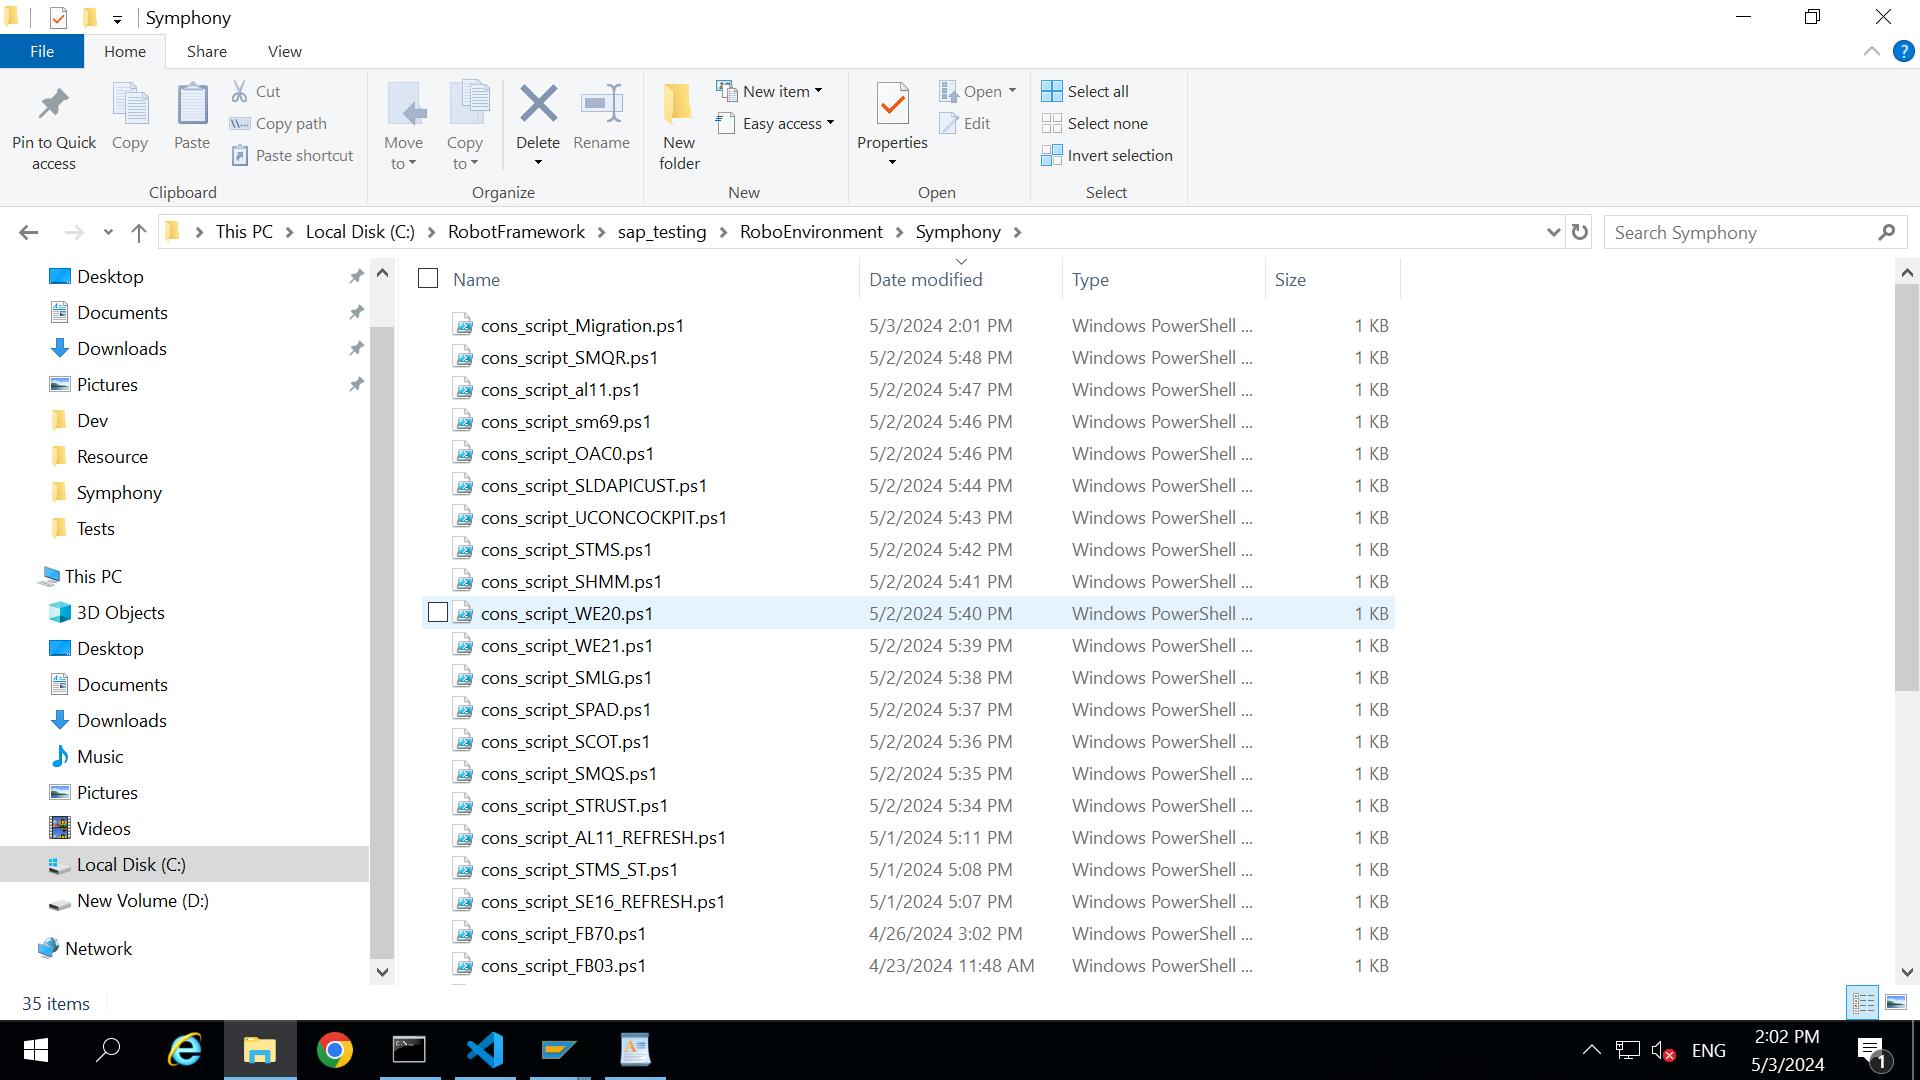 Symphony
File Home Share View
Pin to Quick access
Copy
Paste
Cut
Copy path
Paste shortcut
Clipboard
Move to
Copy to
Delete
Rename
Organize
New folder
New item
Easy access
New
Properties
Open
Edit
Open
Select all
Select none
Invert selection
Select
This PC Local Disk (C:) RobotFramework sap_testing RoboEnvironment Symphony
Search Symphony
Desktop
Documents
Downloads
Pictures
Dev
Resource
Symphony
Tests
This PC
3D Objects
Desktop
Documents
Downloads
Music
Pictures
Videos
Local Disk (C:)
New Volume (D:)
Network
Name Date modified Type Size
cons_script_Migration.ps1 5/3/2024 2:01 PM Windows PowerShell ... 1 KB
cons_script_SMQR.ps1 5/2/2024 5:48 PM Windows PowerShell ... 1 KB
cons_script_al11.ps1 5/2/2024 5:47 PM Windows PowerShell ... 1 KB
cons_script_sm69.ps1 5/2/2024 5:46 PM Windows PowerShell ... 1 KB
cons_script_OAC0.ps1 5/2/2024 5:46 PM Windows PowerShell ... 1 KB
cons_script_SLDAPICUST.ps1 5/2/2024 5:44 PM Windows PowerShell ... 1 KB
cons_script_UCONCOCKPIT.ps1 5/2/2024 5:43 PM Windows PowerShell ... 1 KB
cons_script_STMS.ps1 5/2/2024 5:42 PM Windows PowerShell ... 1 KB
cons_script_SHMM.ps1 5/2/2024 5:41 PM Windows PowerShell ... 1 KB
cons_script_WE20.ps1 5/2/2024 5:40 PM Windows PowerShell ... 1 KB
cons_script_WE21.ps1 5/2/2024 5:39 PM Windows PowerShell ... 1 KB
cons_script_SMLG.ps1 5/2/2024 5:38 PM Windows PowerShell ... 1 KB
cons_script_SPAD.ps1 5/2/2024 5:37 PM Windows PowerShell ... 1 KB
cons_script_SCOT.ps1 5/2/2024 5:36 PM Windows PowerShell ... 1 KB
cons_script_SMQS.ps1 5/2/2024 5:35 PM Windows PowerShell ... 1 KB
cons_script_STRUST.ps1 5/2/2024 5:34 PM Windows PowerShell ... 1 KB
cons_script_AL11_REFRESH.ps1 5/1/2024 5:11 PM Windows PowerShell ... 1 KB
cons_script_STMS_ST.ps1 5/1/2024 5:08 PM Windows PowerShell ... 1 KB
cons_script_SE16_REFRESH.ps1 5/1/2024 5:07 PM Windows PowerShell ... 1 KB
cons_script_FB70.ps1 4/26/2024 3:02 PM Windows PowerShell ... 1 KB
cons_script_FB03.ps1 4/23/2024 11:48 AM Windows PowerShell ... 1 KB
35 items
ENG
2:02 PM
5/3/2024
1